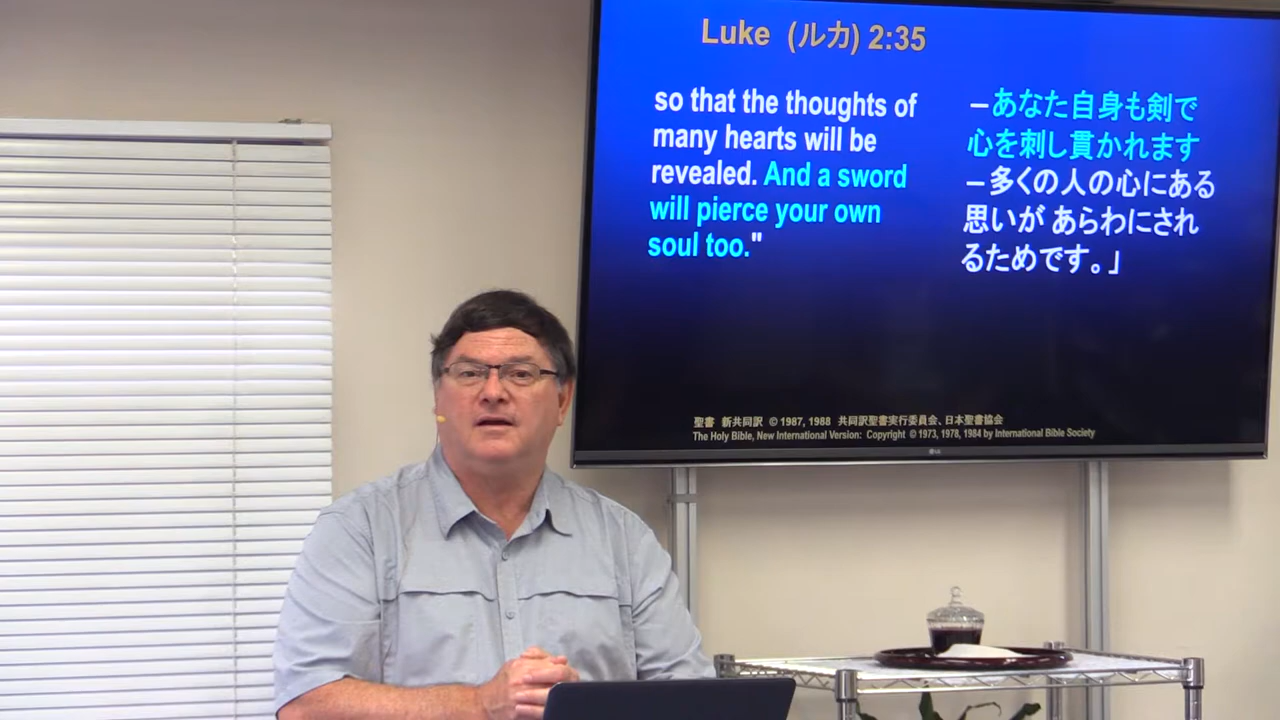 Luke (ルカ) 2:35
so that the thoughts of
many hearts will be
revealed. And a sword
will pierce your own
soul too."
–あなた自身も剣で
心を刺し貫かれます
–多くの人の心にある
思いが あらわにされ
るためです。」
聖書 新共同訳 © 1987, 1988 共同訳聖書実行委員会、日本聖書協会
The Holy Bible, New International Version: Copyright © 1973, 1978, 1984 by International Bible Society
LG